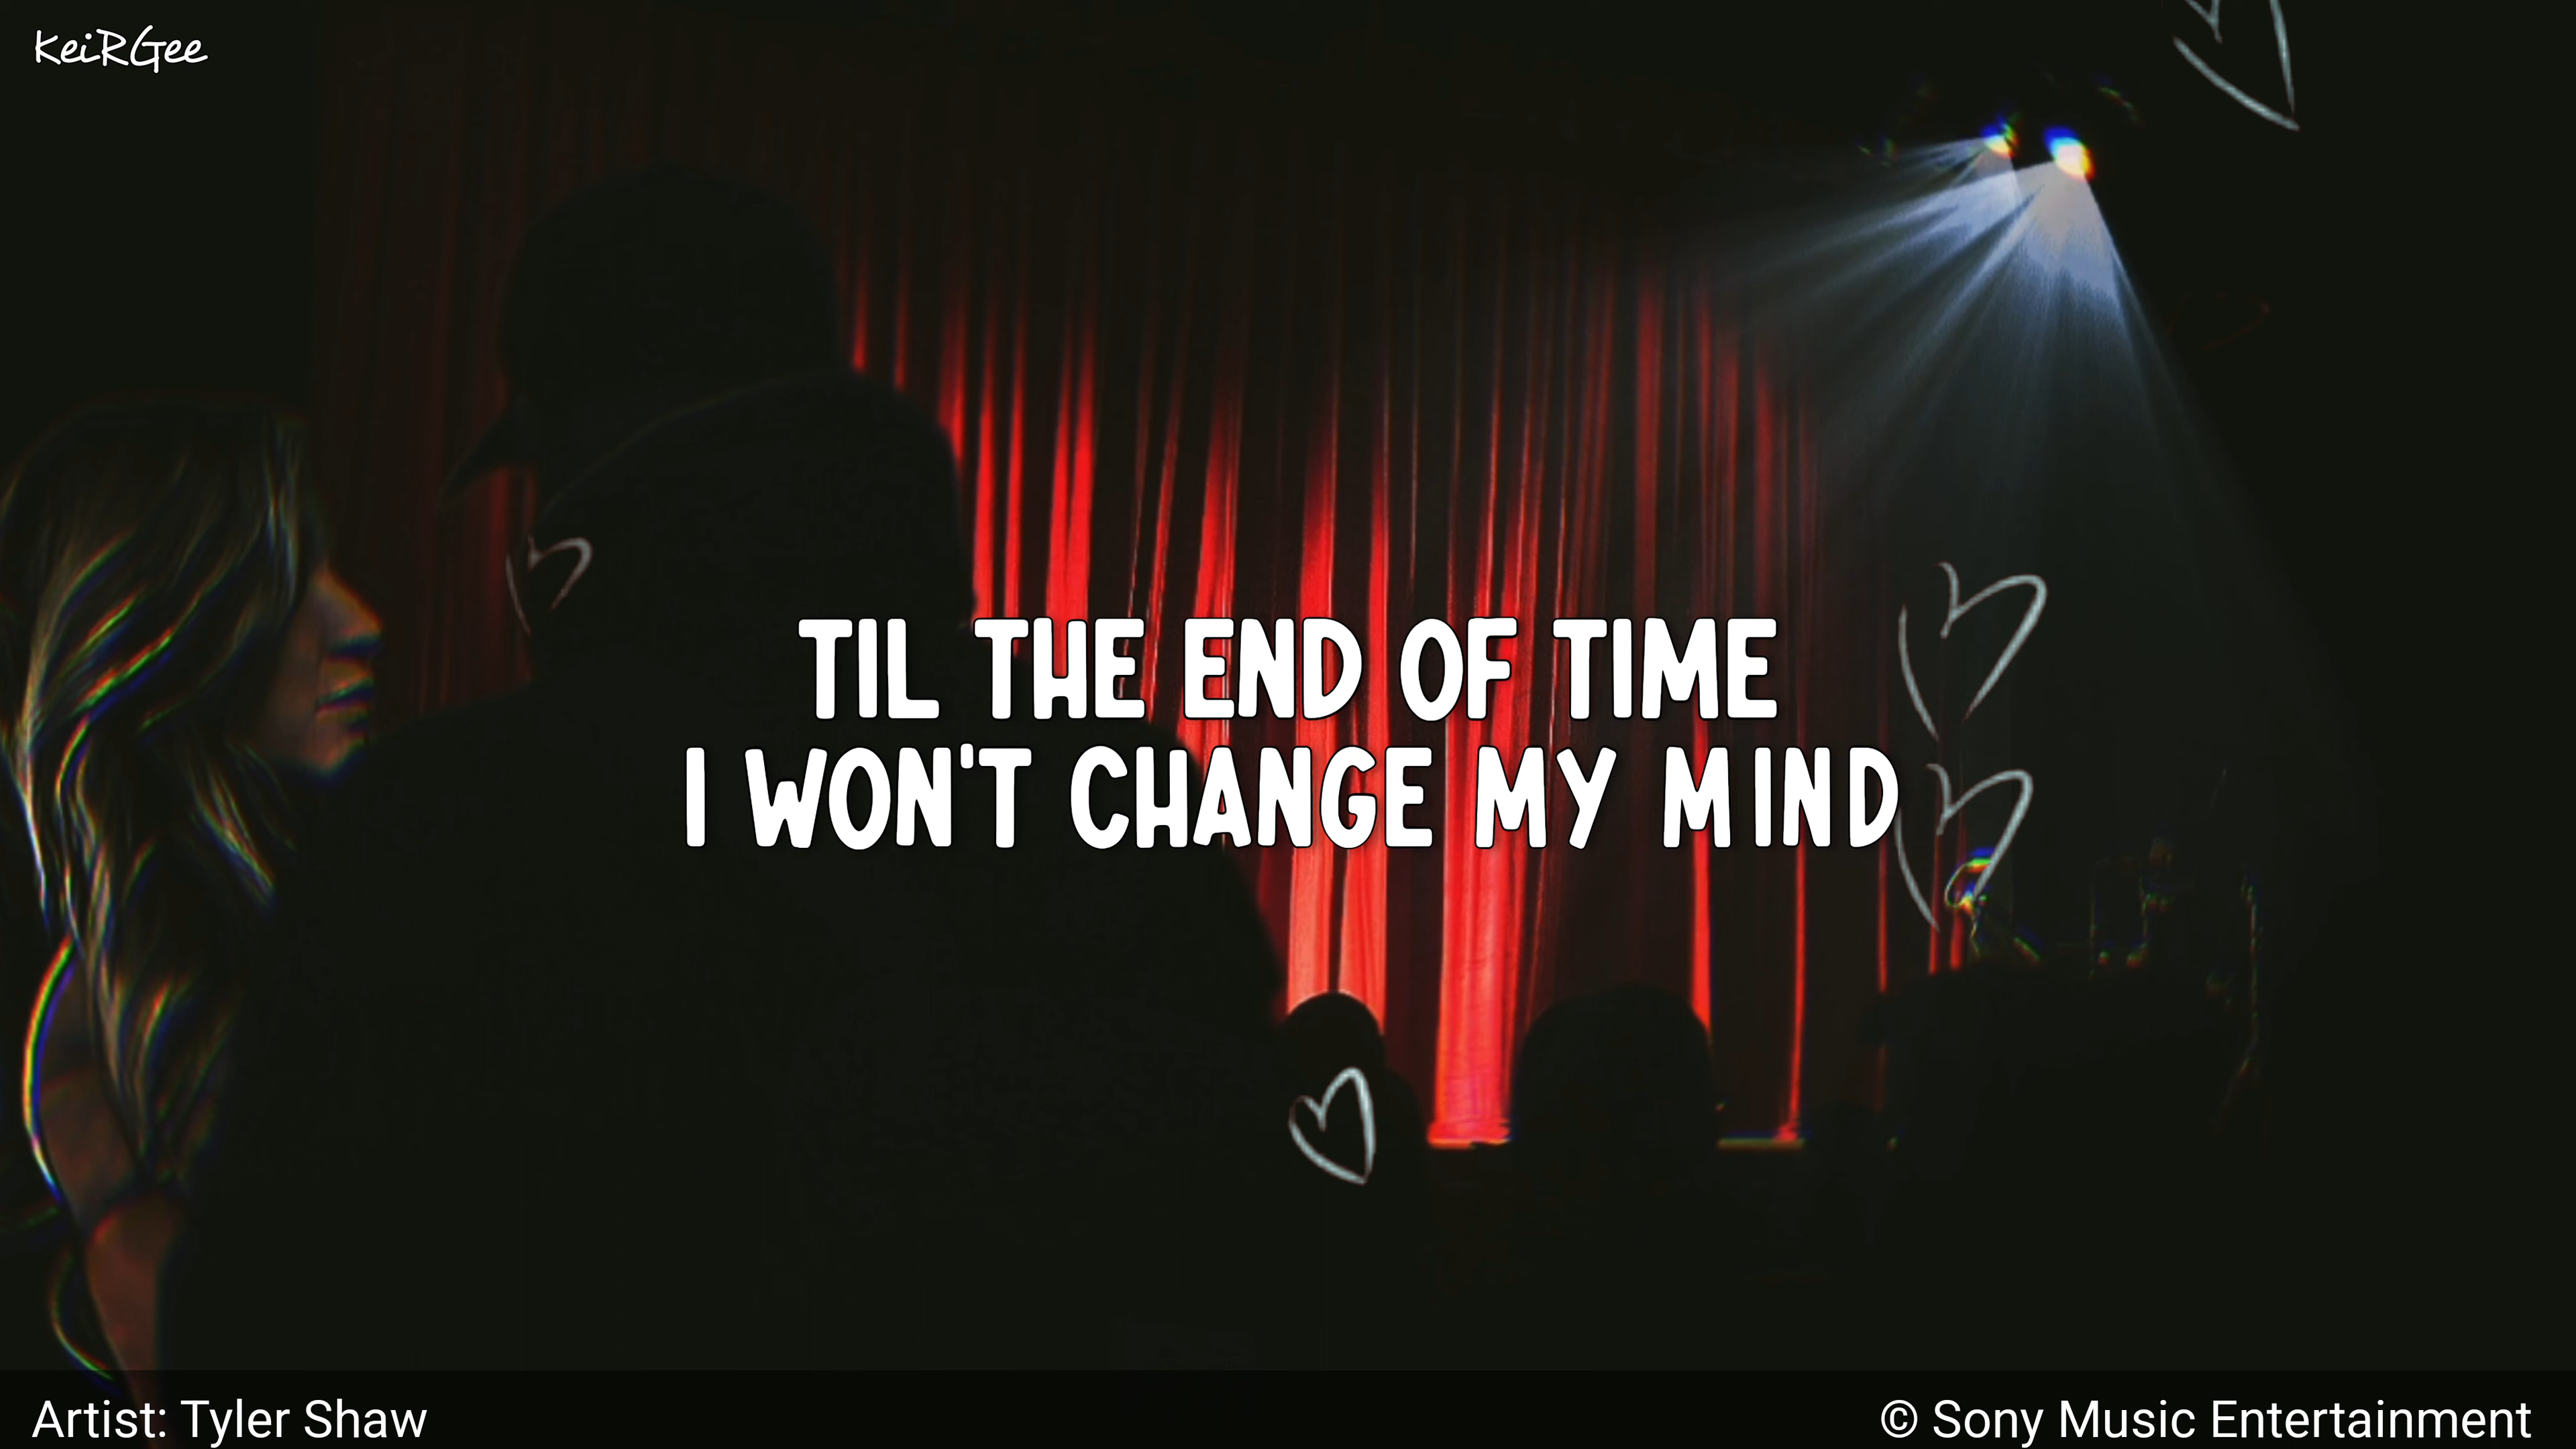 KeiRGee
TIL THE END OF TIME
I WON'T CHANGE MY MIND
Artist: Tyler Shaw
© Sony Music Entertainment